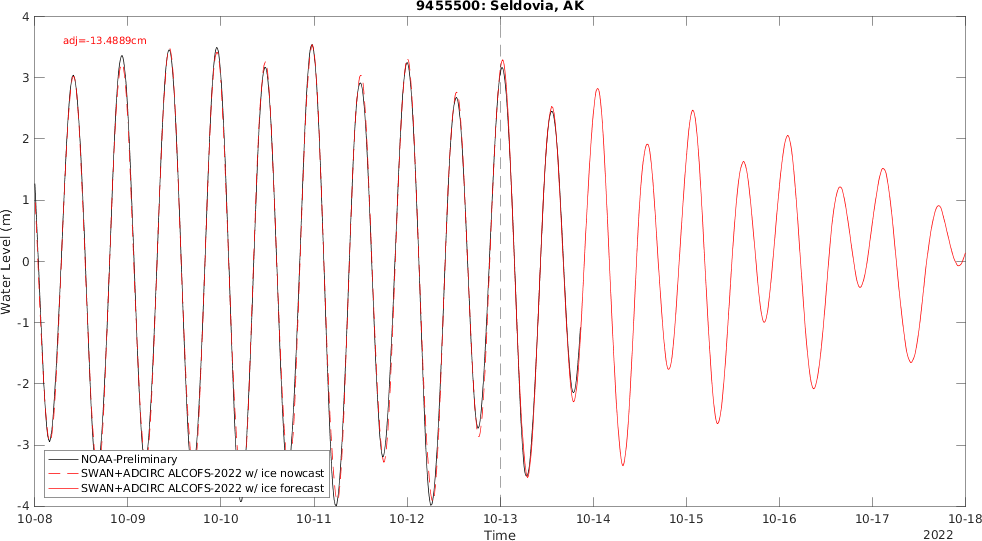 9455500: Seldovia, AK
adj=-13.4889cm
Water Level (m)
4
3
2
1
0
-1
-2
-3
-4
NOAA-Preliminary
SWAN+ADCIRC ALCOFS-2022 w/ ice nowcast
SWAN+ADCIRC ALCOFS-2022 w/ ice forecast
10-08 10-09 10-10 10-11 10-12 10-13 10-14 10-15 10-16 10-17 10-18
Time
2022